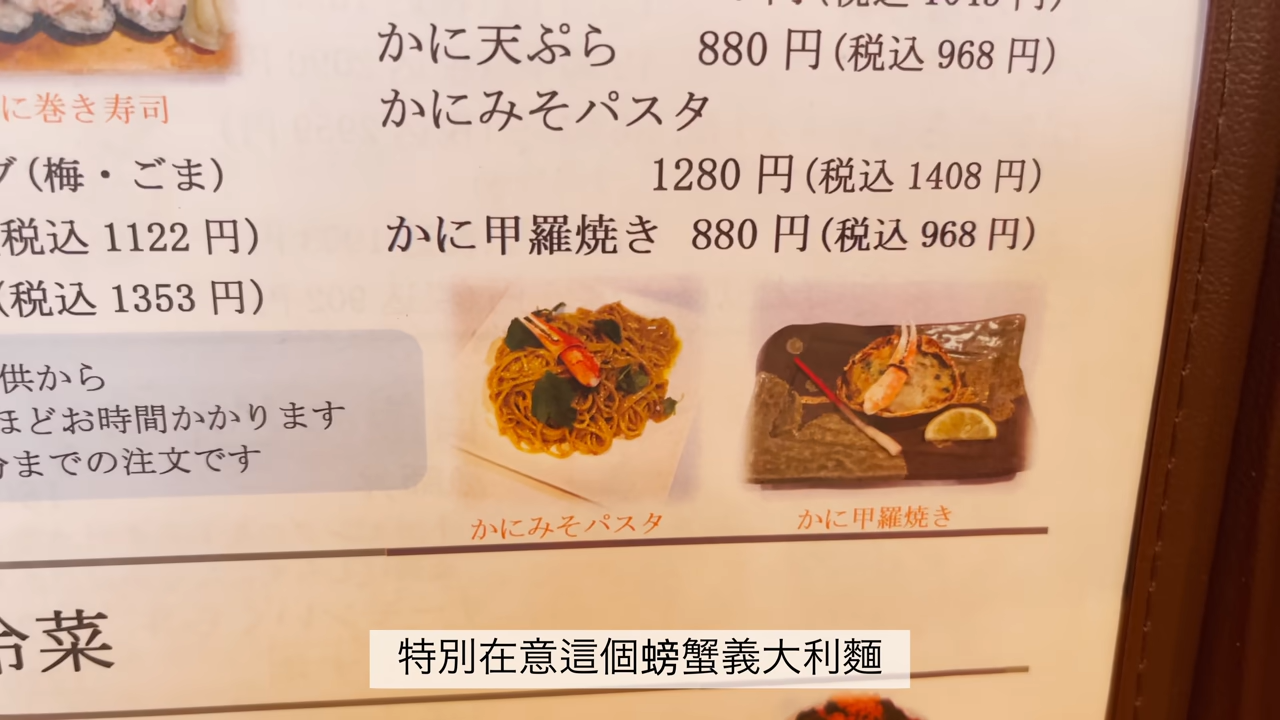 に巻き寿司
グ(梅・ごま)
(税込 1122 円)
(税込 1353 円)
供から
ほどお時間かかります
までの注文です
かに天ぷら 880 円(税込 968 円)
かにみそパスタ
1280 円(税込 1408 円)
かに甲羅焼き 880 円(税込 968 円)
かにみそパスタ
かに甲羅焼き
菜
特別在意這個螃蟹義大利麵